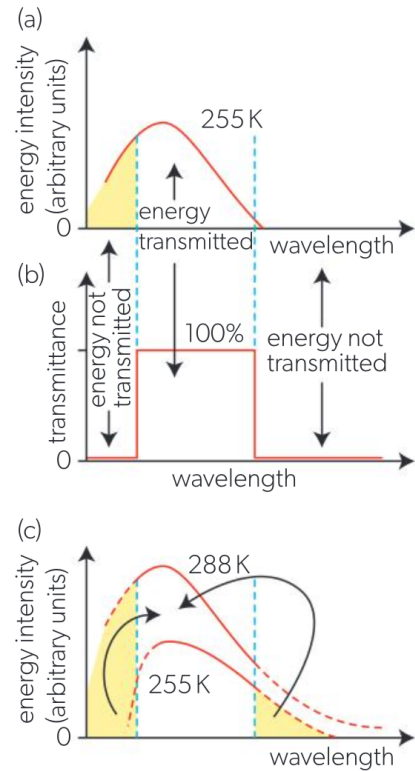 (a)
energy intensity
(arbitrary units)
255 K
energy
transmitted
0
wavelength
(b)
transmittance
energy not
transmitted
100%
energy not
transmitted
0
wavelength
(c)
energy intensity
(arbitrary units)
288 K
255 K
0
wavelength